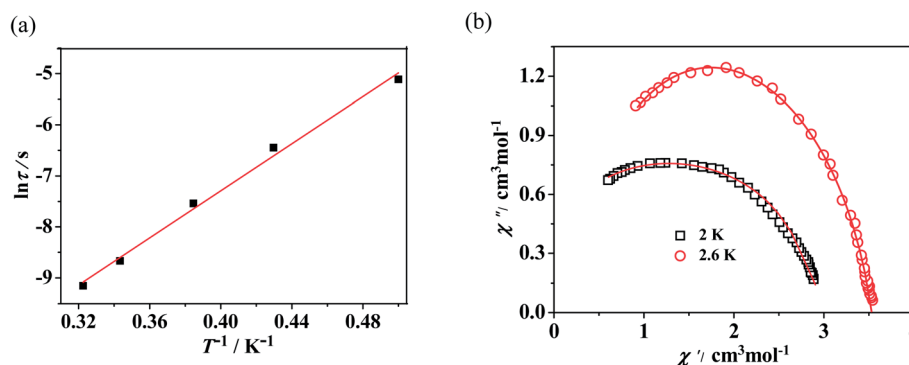 (a)
-5
-6
-7
-8
-9
lnτ / s
0.32 0.36 0.40 0.44 0.48
T⁻¹ / K⁻¹
(b)
1.2
0.9
0.6
0.3
0.0
χ″/ cm³mol⁻¹
2 K
2.6 K
0 1 2 3 4
χ′/ cm³mol⁻¹